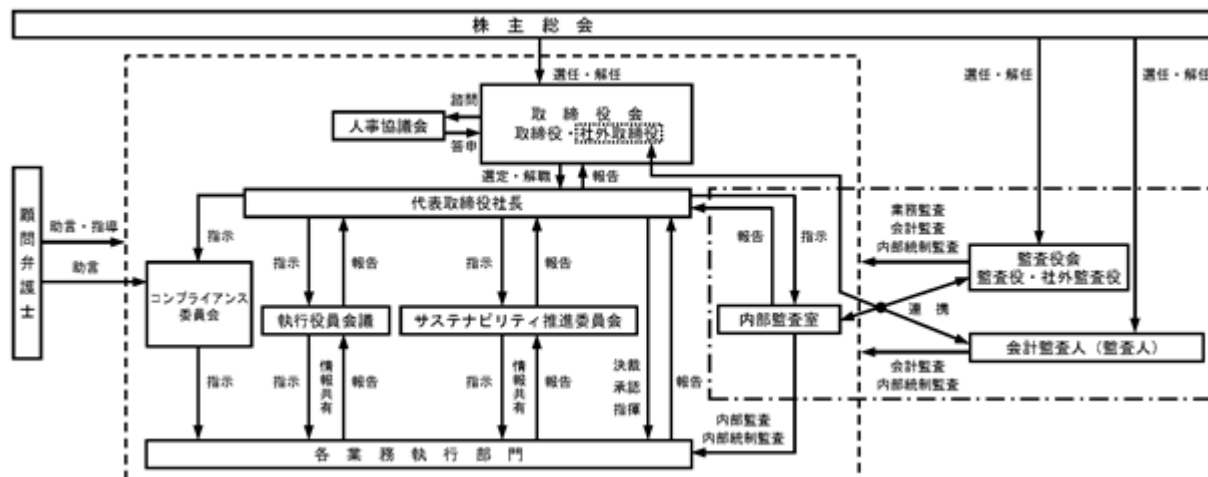 株主総会
選任・解任
選任・解任
選任・解任
諮問
人事協議会
答申
取締役会
取締役・社外取締役
選定・解職
報告
代表取締役社長
顧問弁護士
助言・指導
助言
指示
コンプライアンス
委員会
指示
報告
執行役員会議
指示
報告
サステナビリティ推進委員会
報告
指示
内部監査室
業務監査
会計監査
内部統制監査
監査役会
監査役・社外監査役
連携
会計監査人（監査人）
会計監査
内部統制監査
指示
指示
情報共有
報告
指示
情報共有
報告
決裁
承認
指揮
報告
内部監査
内部統制監査
各業務執行部門